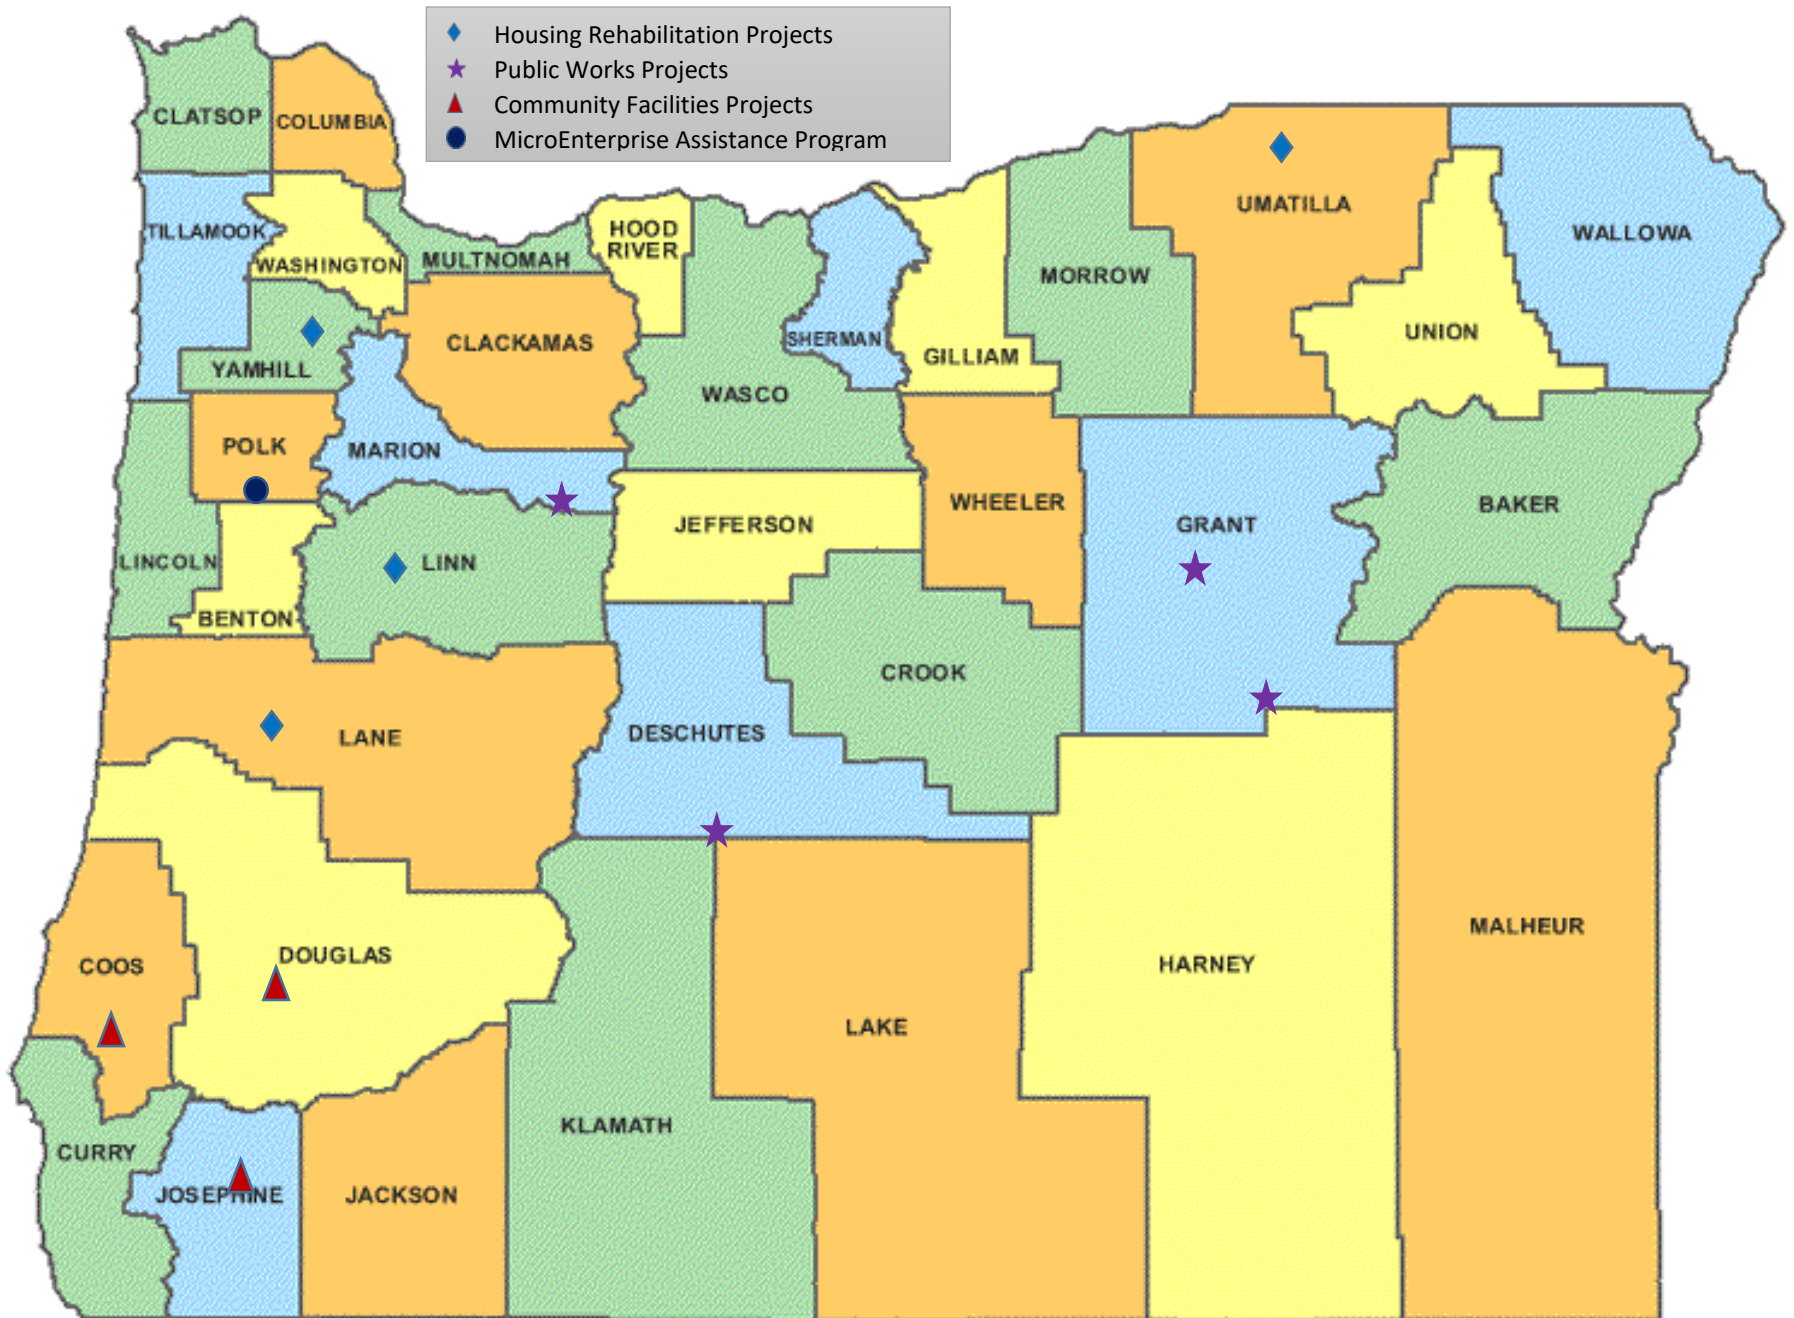 Housing Rehabilitation Projects
Public Works Projects
Community Facilities Projects
MicroEnterprise Assistance Program
CLATSOP
COLUMBIA
TILLAMOOK
WASHINGTON
MULTNOMAH
HOOD
RIVER
SHERMAN
GILLIAM
MORROW
UMATILLA
WALLOWA
UNION
YAMHILL
CLACKAMAS
WASCO
POLK
MARION
WHEELER
GRANT
BAKER
LINCOLN
BENTON
LINN
JEFFERSON
CROOK
LANE
DESCHUTES
COOS
DOUGLAS
LAKE
HARNEY
MALHEUR
CURRY
JOSEPHINE
JACKSON
KLAMATH